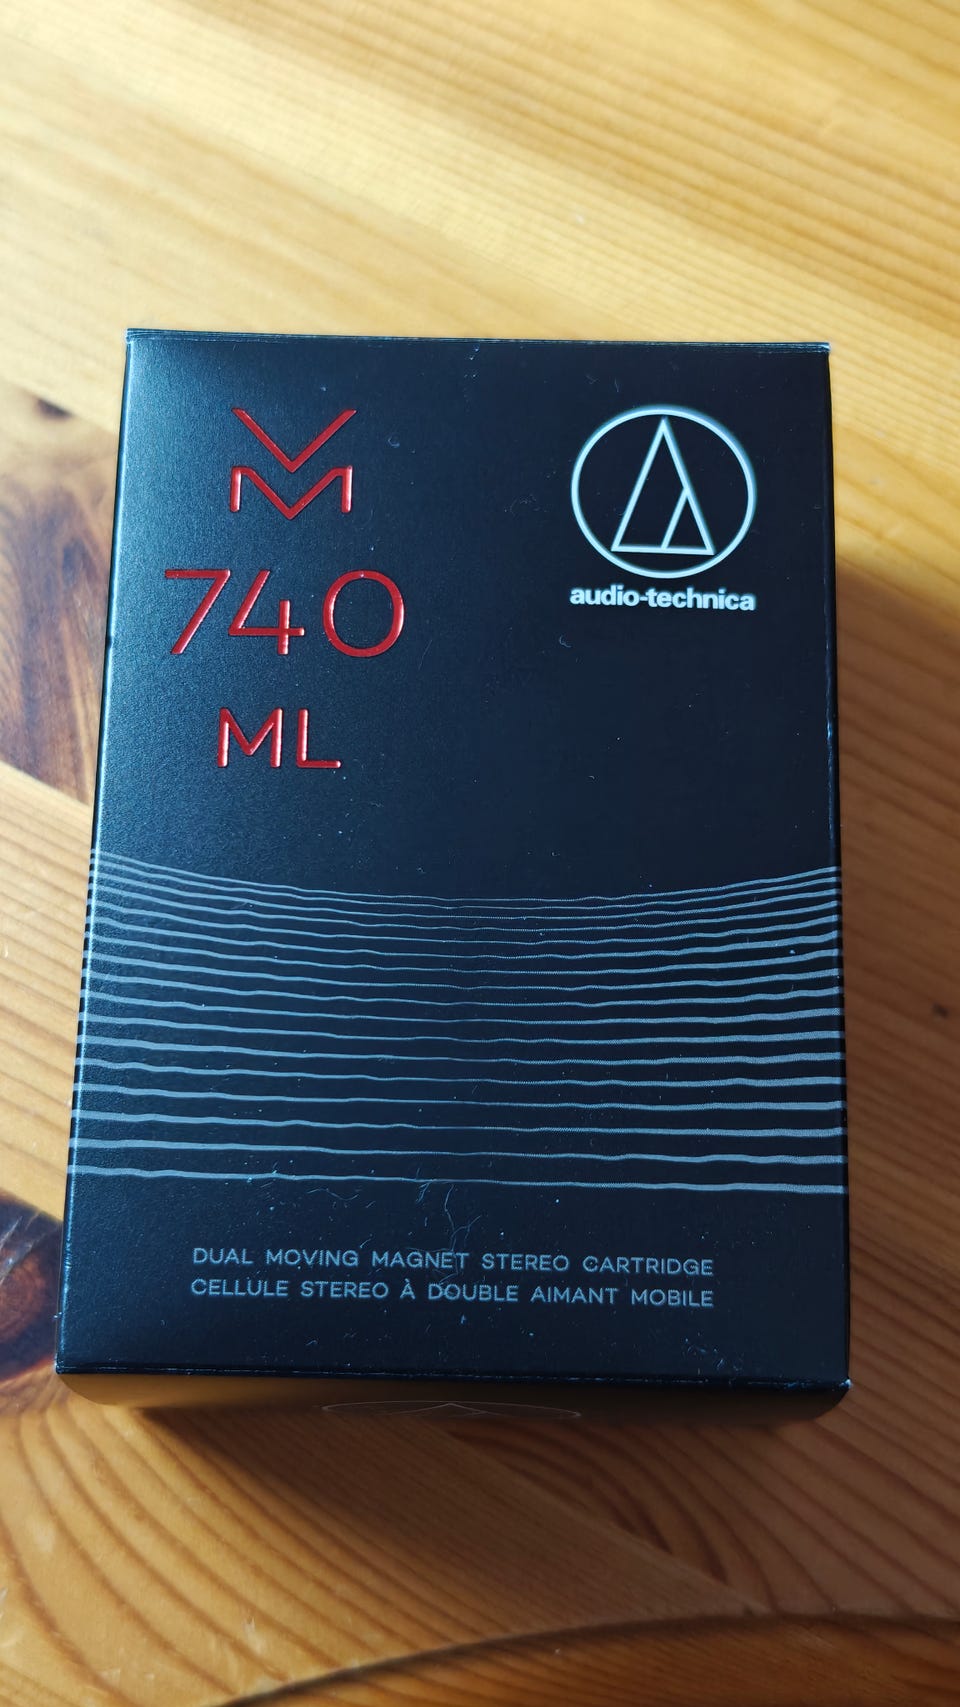 VM
740
ML
audio-technica
DUAL MOVING MAGNET STEREO CARTRIDGE
CELLULE STEREO À DOUBLE AIMANT MOBILE